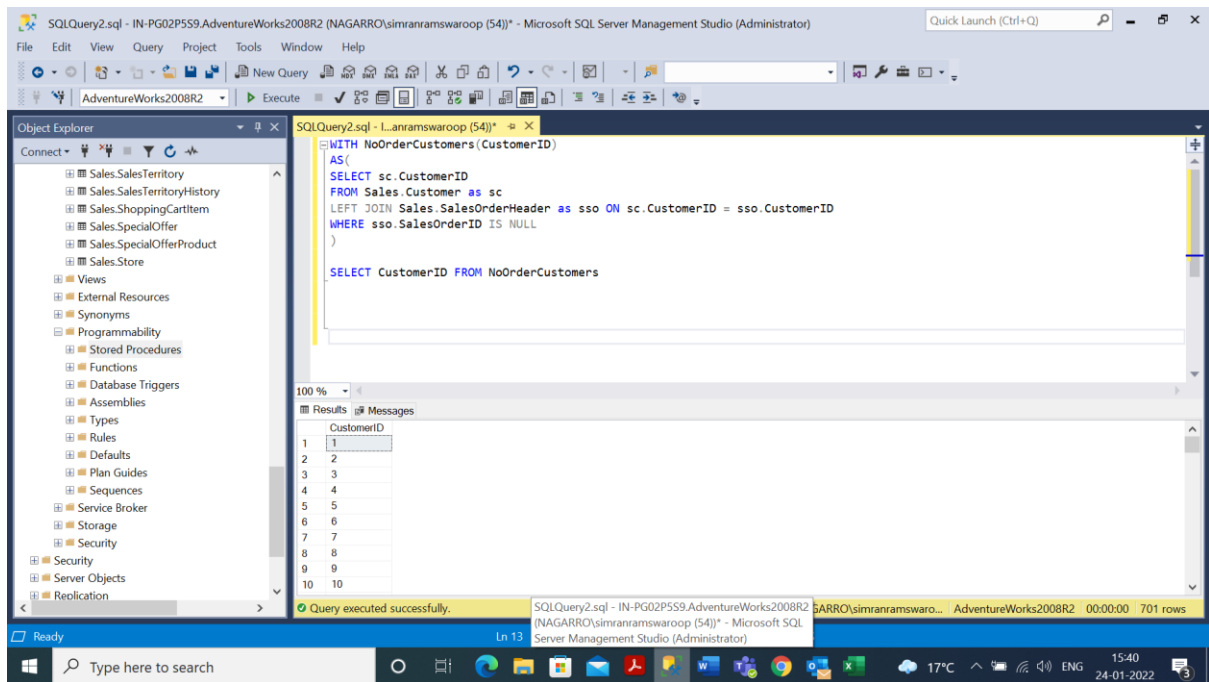 SQLQuery2.sql - IN-PG02P5S9.AdventureWorks2008R2 (NAGARRO\simranramswaroop (54))* - Microsoft SQL Server Management Studio (Administrator)
Quick Launch (Ctrl+Q)
File Edit View Query Project Tools Window Help
New Query
AdventureWorks2008R2 Execute
Object Explorer
SQLQuery2.sql - I...anramswaroop (54))*
Connect
Sales.SalesTerritory
Sales.SalesTerritoryHistory
Sales.ShoppingCartItem
Sales.SpecialOffer
Sales.SpecialOfferProduct
Sales.Store
Views
External Resources
Synonyms
Programmability
Stored Procedures
Functions
Database Triggers
Assemblies
Types
Rules
Defaults
Plan Guides
Sequences
Service Broker
Storage
Security
Security
Server Objects
Replication
WITH NoOrderCustomers(CustomerID)
AS(
SELECT sc.CustomerID
FROM Sales.Customer as sc
LEFT JOIN Sales.SalesOrderHeader as sso ON sc.CustomerID = sso.CustomerID
WHERE sso.SalesOrderID IS NULL
)
SELECT CustomerID FROM NoOrderCustomers
100 %
Results Messages
CustomerID
1 1
2 2
3 3
4 4
5 5
6 6
7 7
8 8
9 9
10 10
Query executed successfully.
GARRO\simranramswaro... AdventureWorks2008R2 00:00:00 701 rows
SQLQuery2.sql - IN-PG02P5S9.AdventureWorks2008R2
(NAGARRO\simranramswaroop (54))* - Microsoft SQL
Server Management Studio (Administrator)
Ready
Ln 13
Type here to search
17°C
ENG
15:40
24-01-2022
3